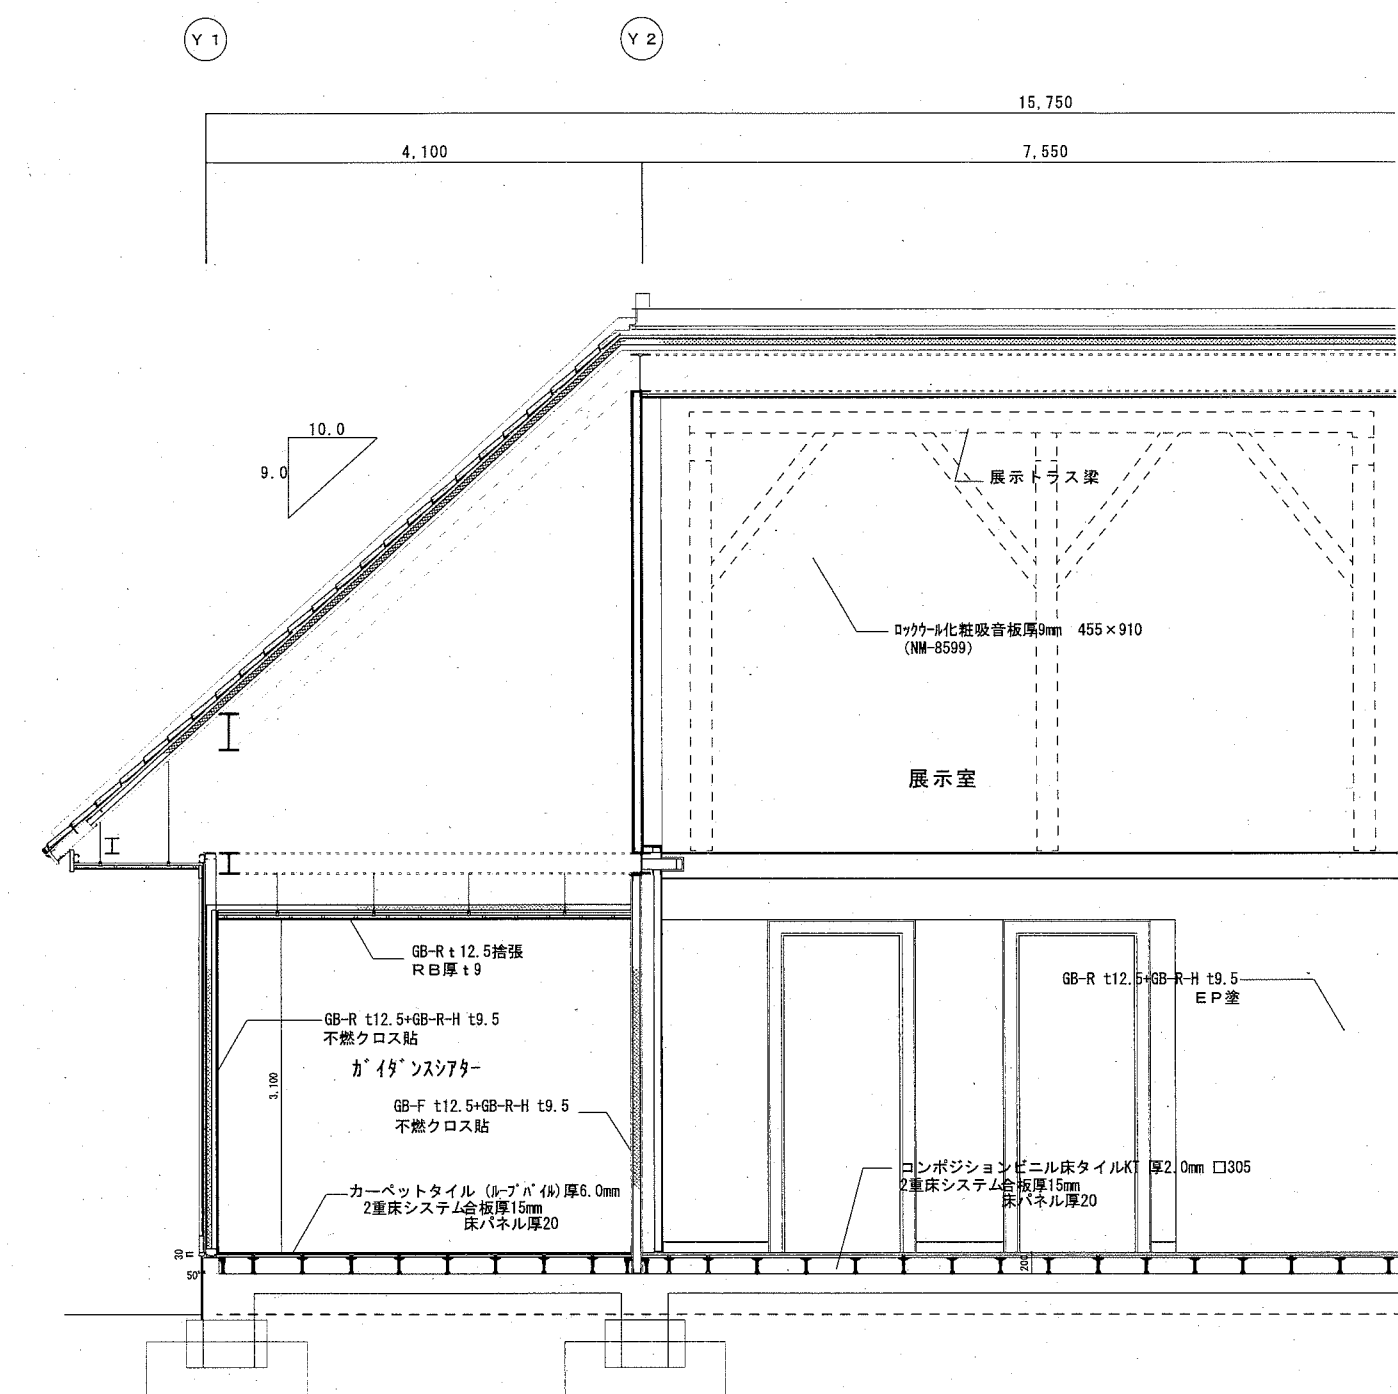 Y 1
Y 2
15,750
4,100
7,550
10.0
9.0
展示トラス梁
ﾛｯｸｳｰﾙ化粧吸音板厚9mm 455×910
(NM-8599)
展示室
GB-R t 12.5捨張
ＲＢ厚 t 9
GB-R t12.5+GB-R-H t9.5
ＥＰ塗
GB-R t12.5+GB-R-H t9.5
不燃クロス貼
ｶﾞｲﾀﾞﾝｽｼｱﾀｰ
3,100
GB-F t12.5+GB-R-H t9.5
不燃クロス貼
コンポジションビニル床タイルKT 厚2.0mm □305
2重床システム合板厚15mm
床パネル厚20
カーペットタイル (ﾙｰﾌﾟﾊﾟｲﾙ)厚6.0mm
2重床システム合板厚15mm
床パネル厚20
30
50
200